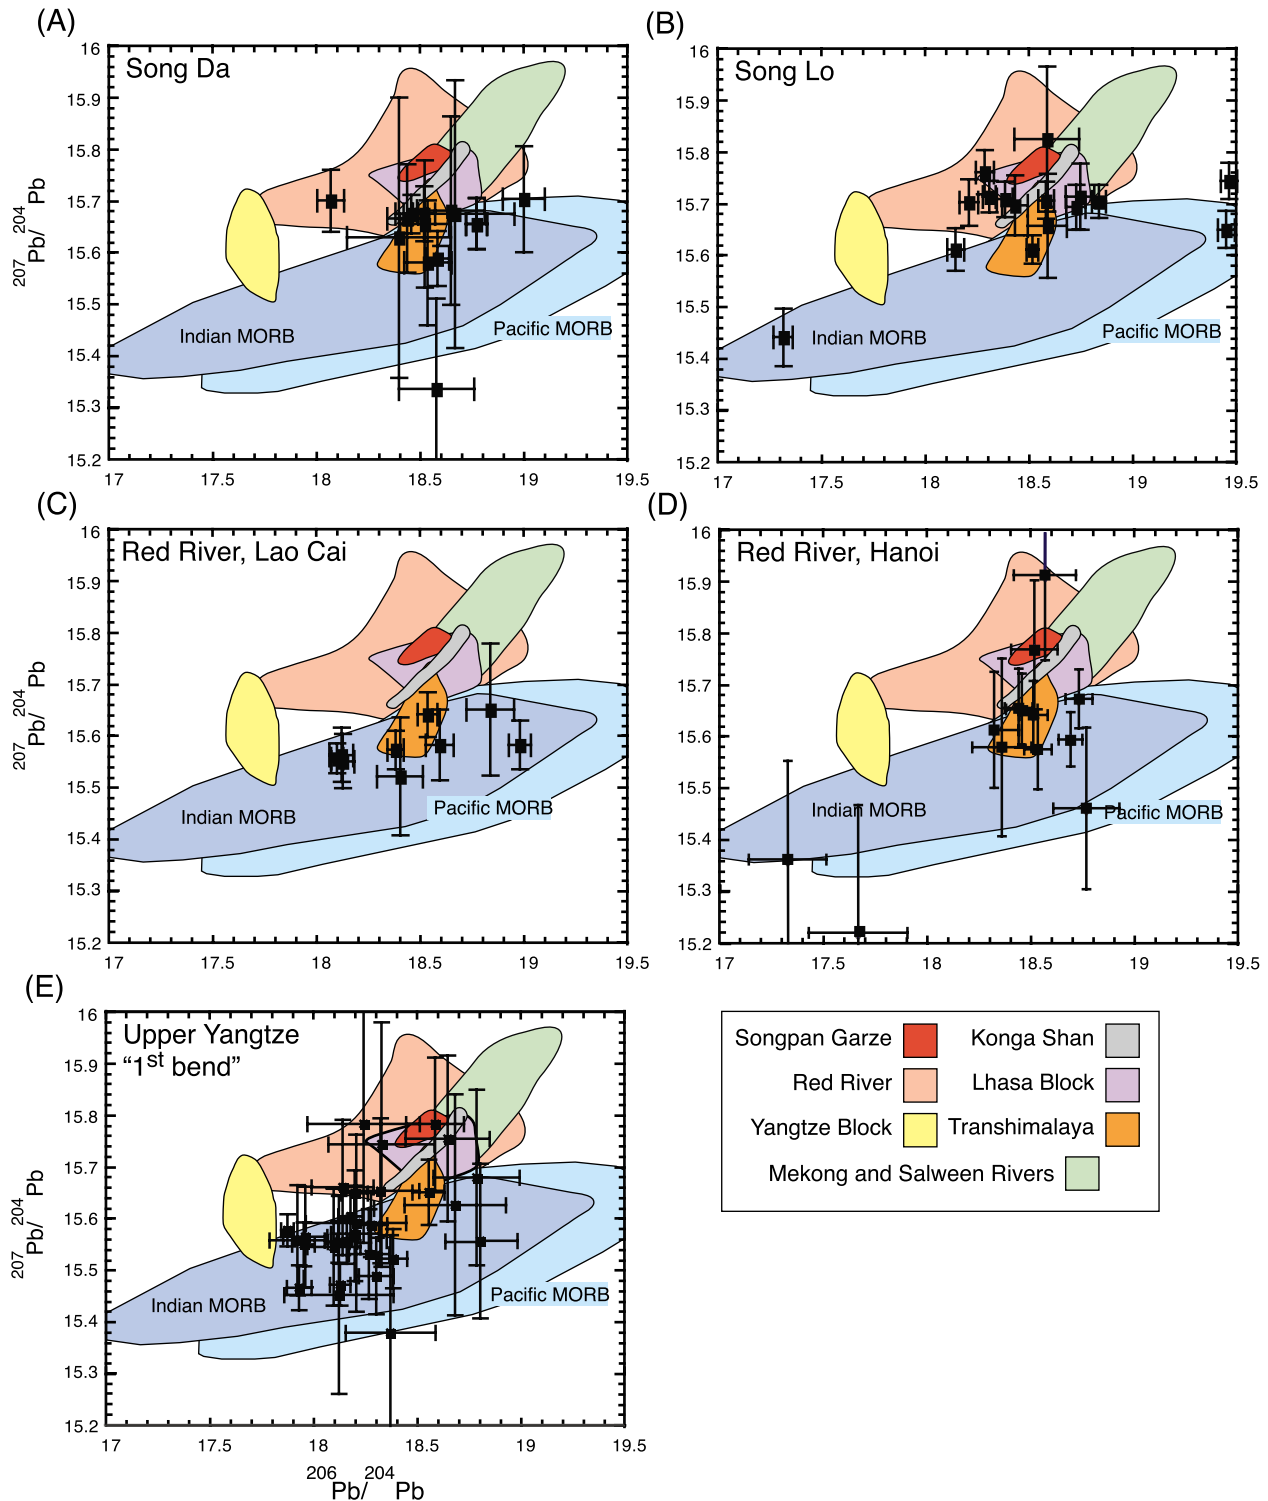 (A)
Song Da
16
15.9
15.8
15.7
15.6
15.5
15.4
15.3
15.2
207Pb/ 204Pb
Indian MORB
Pacific MORB
17
17.5
18
18.5
19
19.5
(B)
Song Lo
16
15.9
15.8
15.7
15.6
15.5
15.4
15.3
15.2
Indian MORB
Pacific MORB
17
17.5
18
18.5
19
19.5
(C)
Red River, Lao Cai
16
15.9
15.8
15.7
15.6
15.5
15.4
15.3
15.2
207Pb/ 204Pb
Indian MORB
Pacific MORB
17
17.5
18
18.5
19
19.5
(D)
Red River, Hanoi
16
15.9
15.8
15.7
15.6
15.5
15.4
15.3
15.2
Indian MORB
Pacific MORB
17
17.5
18
18.5
19
19.5
(E)
Upper Yangtze
“1st bend”
16
15.9
15.8
15.7
15.6
15.5
15.4
15.3
15.2
207Pb/ 204Pb
Indian MORB
Pacific MORB
17
17.5
18
18.5
19
19.5
206Pb/ 204Pb
Songpan Garze
Konga Shan
Red River
Lhasa Block
Yangtze Block
Transhimalaya
Mekong and Salween Rivers